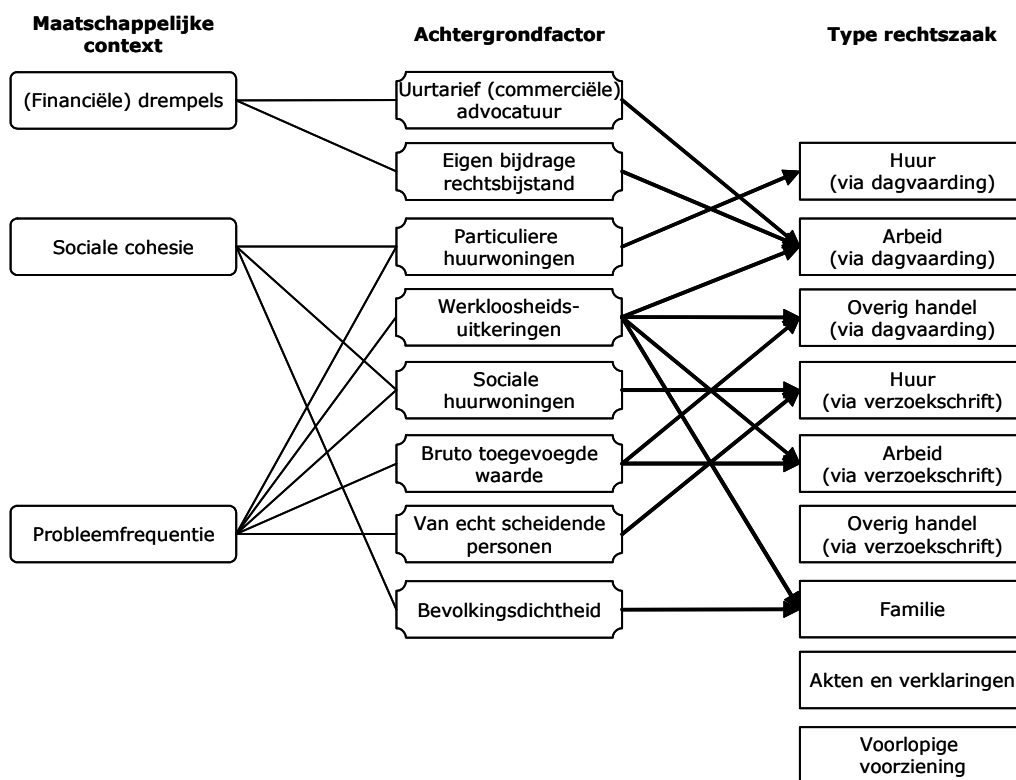 Maatschappelijke
context
Achtergrondfactor
Type rechtszaak
(Financiële) drempels
Sociale cohesie
Probleemfrequentie
Uurtarief (commerciële)
advocatuur
Eigen bijdrage
rechtsbijstand
Particuliere
huurwoningen
Werkloosheids-
uitkeringen
Sociale
huurwoningen
Bruto toegevoegde
waarde
Van echt scheidende
personen
Bevolkingsdichtheid
Huur
(via dagvaarding)
Arbeid
(via dagvaarding)
Overig handel
(via dagvaarding)
Huur
(via verzoekschrift)
Arbeid
(via verzoekschrift)
Overig handel
(via verzoekschrift)
Familie
Akten en verklaringen
Voorlopige
voorziening